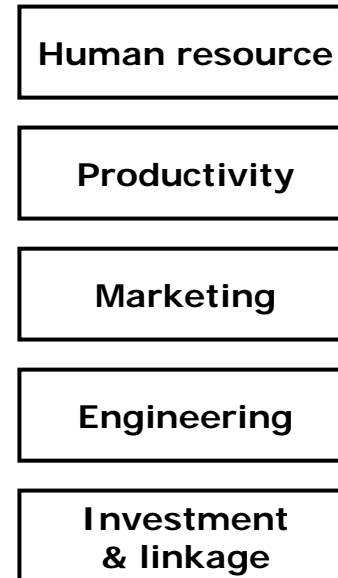 Human resource
Productivity
Marketing
Engineering
Investment
& linkage